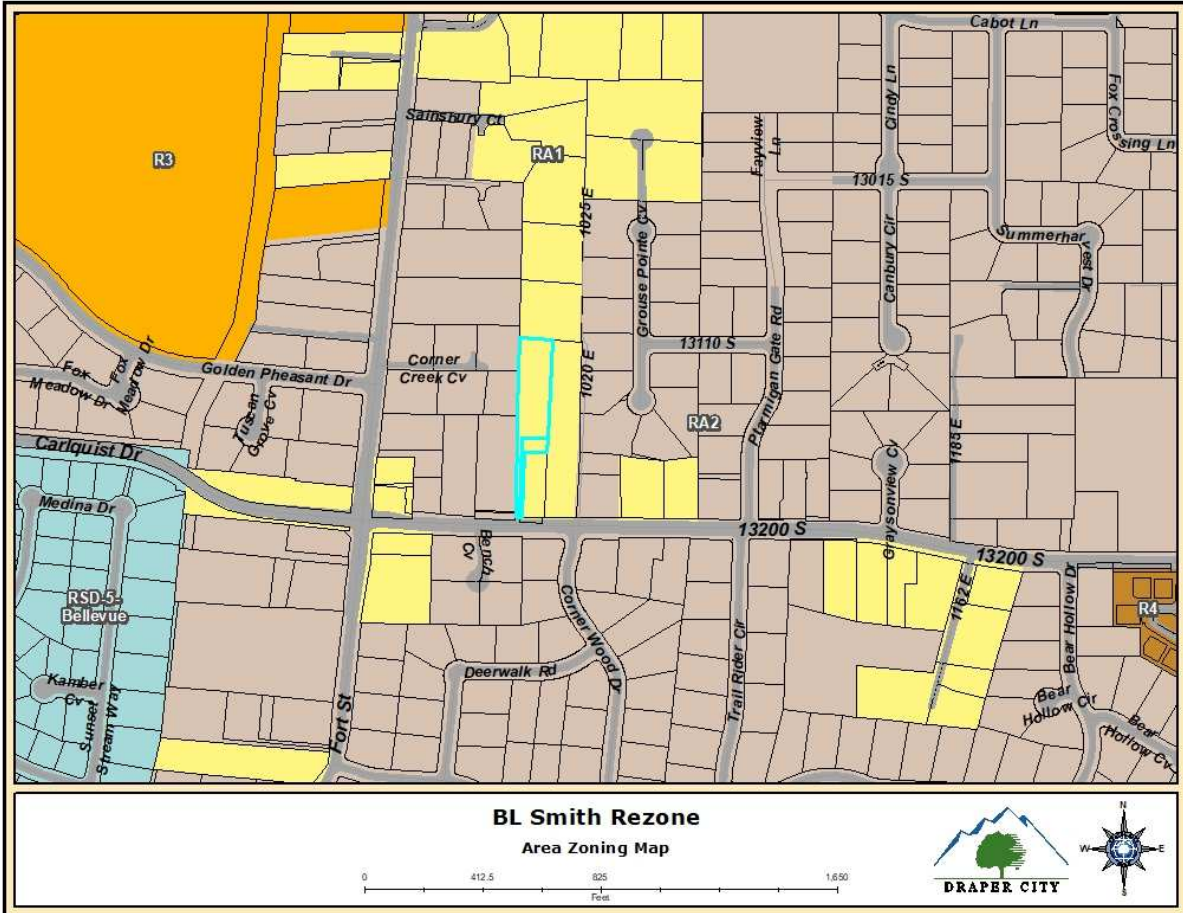 Cabot Ln
Cindy Ln
Fox Crossing Ln
Sainsbury Ct
Fayview
Ln
R3
RA1
13015 S
1025 E
Grouse Pointe Cv
Canbury Cir
Summerharvest Dr
13110 S
Ptarmigan Gate Rd
Fox
Meadow Dr
Fox
Meadow Dr
Golden Pheasant Dr
Corner
Creek Cv
1020 E
Tuscan
Grove Cv
RA2
1185 E
Graysonview Cv
Carlquist Dr
Medina Dr
13200 S
13200 S
Bench
Cv
RSD-5-
Bellevue
Corner Wood Dr
1162 E
Bear Hollow Dr
R4
Kamber
Cv
Sunset
Stream Way
Deerwalk Rd
Trail Rider Cir
Bear
Hollow Cir
Bear
Hollow Cv
Fort St
BL Smith Rezone
Area Zoning Map
0 412.5 825 1,650
Feet
DRAPER CITY
N
W E
S